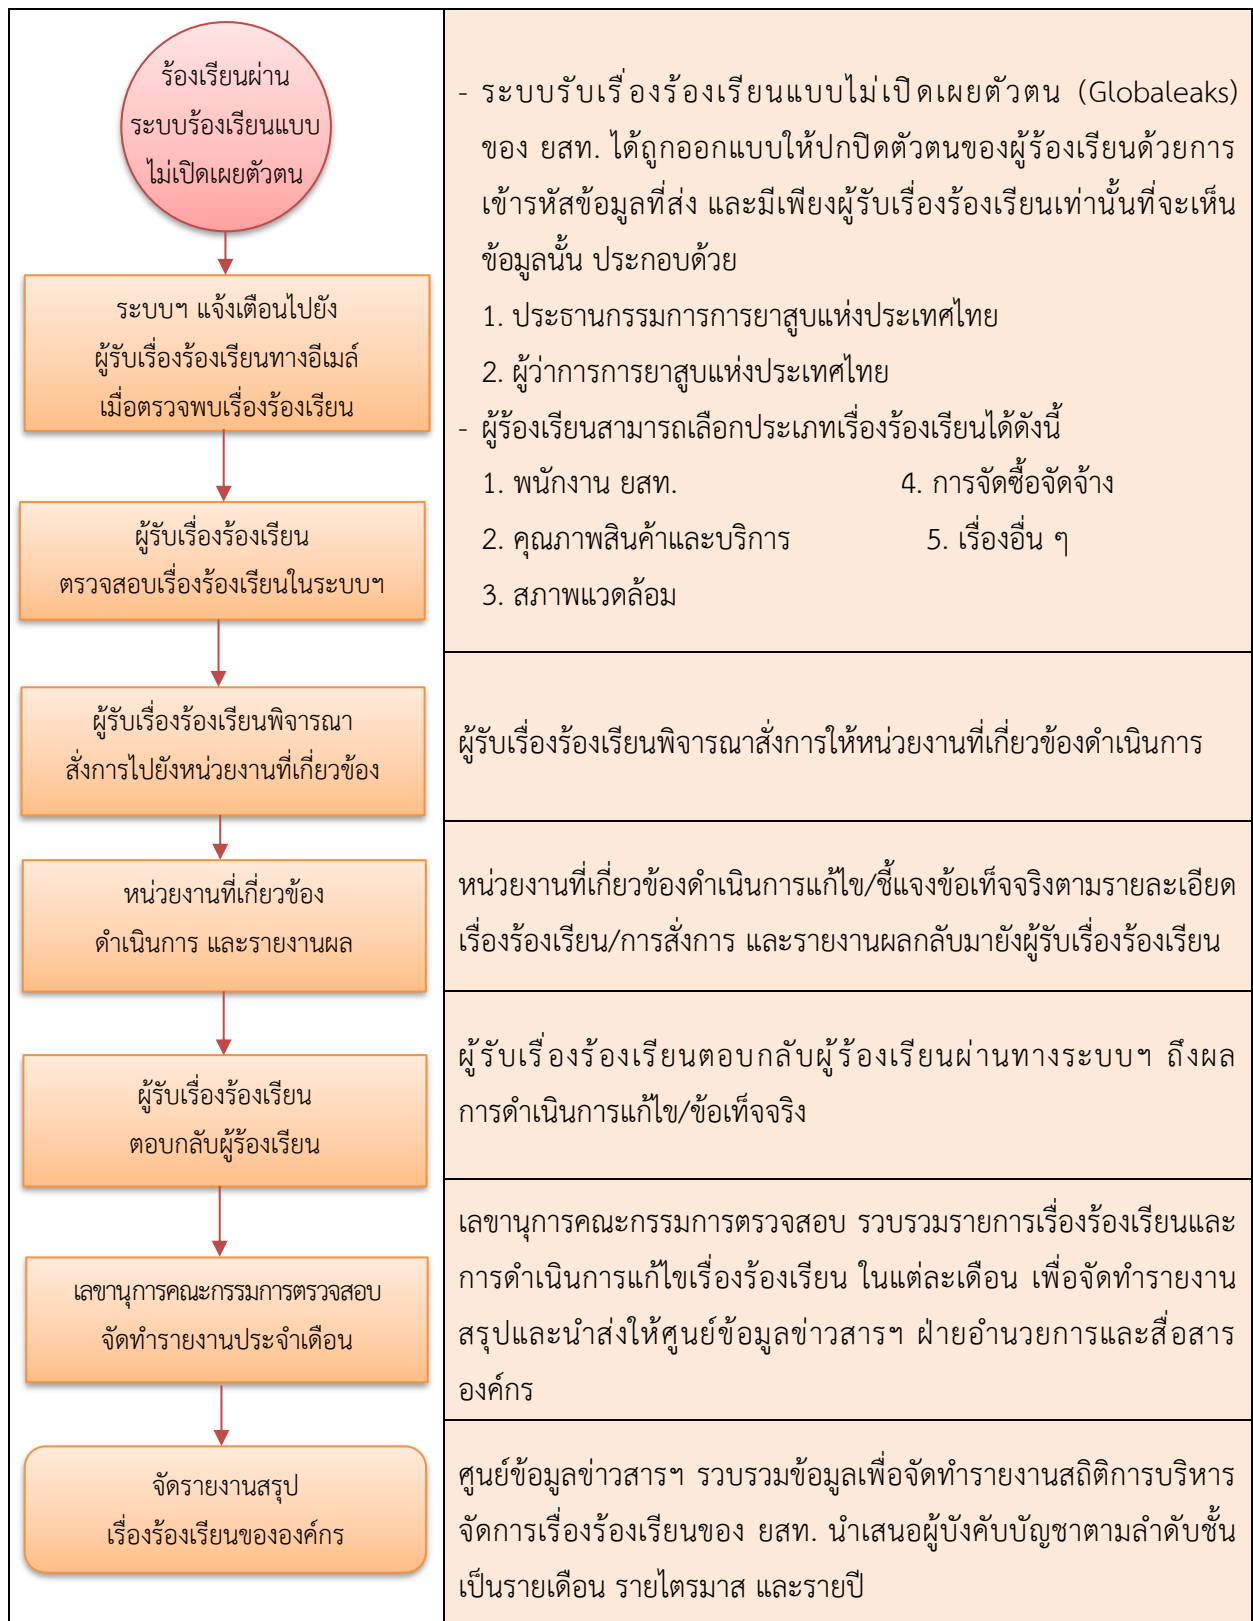 ร้องเรียนผ่าน
ระบบร้องเรียนแบบ
ไม่เปิดเผยตัวตน
ระบบฯ แจ้งเตือนไปยัง
ผู้รับเรื่องร้องเรียนทางอีเมล์
เมื่อตรวจพบเรื่องร้องเรียน
ผู้รับเรื่องร้องเรียน
ตรวจสอบเรื่องร้องเรียนในระบบฯ
- ระบบรับเรื่องร้องเรียนแบบไม่เปิดเผยตัวตน (Globaleaks)
ของ ยสท. ได้ถูกออกแบบให้ปกปิดตัวตนของผู้ร้องเรียนด้วยการ
เข้ารหัสข้อมูลที่ส่ง และมีเพียงผู้รับเรื่องร้องเรียนเท่านั้นที่จะเห็น
ข้อมูลนั้น ประกอบด้วย
1. ประธานกรรมการการยาสูบแห่งประเทศไทย
2. ผู้ว่าการการยาสูบแห่งประเทศไทย
- ผู้ร้องเรียนสามารถเลือกประเภทเรื่องร้องเรียนได้ดังนี้
1. พนักงาน ยสท. 4. การจัดซื้อจัดจ้าง
2. คุณภาพสินค้าและบริการ 5. เรื่องอื่น ๆ
3. สภาพแวดล้อม
ผู้รับเรื่องร้องเรียนพิจารณา
สั่งการไปยังหน่วยงานที่เกี่ยวข้อง
ผู้รับเรื่องร้องเรียนพิจารณาสั่งการให้หน่วยงานที่เกี่ยวข้องดำเนินการ
หน่วยงานที่เกี่ยวข้อง
ดำเนินการ และรายงานผล
หน่วยงานที่เกี่ยวข้องดำเนินการแก้ไข/ชี้แจงข้อเท็จจริงตามรายละเอียด
เรื่องร้องเรียน/การสั่งการ และรายงานผลกลับมายังผู้รับเรื่องร้องเรียน
ผู้รับเรื่องร้องเรียน
ตอบกลับผู้ร้องเรียน
ผู้รับเรื่องร้องเรียนตอบกลับผู้ร้องเรียนผ่านทางระบบฯ ถึงผล
การดำเนินการแก้ไข/ข้อเท็จจริง
เลขานุการคณะกรรมการตรวจสอบ
จัดทำรายงานประจำเดือน
เลขานุการคณะกรรมการตรวจสอบ รวบรวมรายการเรื่องร้องเรียนและ
การดำเนินการแก้ไขเรื่องร้องเรียน ในแต่ละเดือน เพื่อจัดทำรายงาน
สรุปและนำส่งให้ศูนย์ข้อมูลข่าวสารฯ ฝ่ายอำนวยการและสื่อสาร
องค์กร
จัดรายงานสรุป
เรื่องร้องเรียนขององค์กร
ศูนย์ข้อมูลข่าวสารฯ รวบรวมข้อมูลเพื่อจัดทำรายงานสถิติการบริหาร
จัดการเรื่องร้องเรียนของ ยสท. นำเสนอผู้บังคับบัญชาตามลำดับชั้น
เป็นรายเดือน รายไตรมาส และรายปี